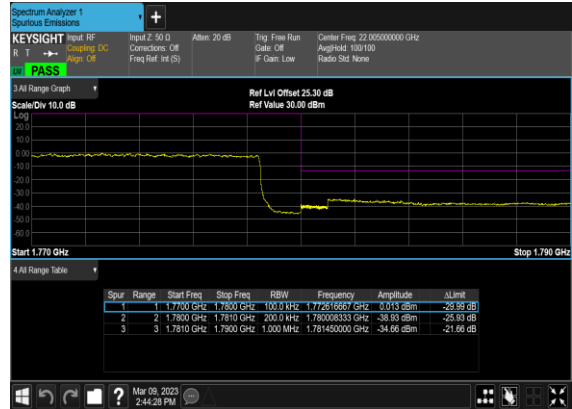 Spectrum Analyzer 1
Spurious Emissions
+
KEYSIGHT Input: RF Input Z: 50 Ω Atten: 20 dB Trig: Free Run Center Freq: 22.005000000 GHz
R T Coupling: DC Corrections: Off Gate: Off Avg|Hold: 100/100
Align: Off Freq Ref: Int (S) IF Gain: Low Radio Std: None
PASS
3 All Range Graph
Ref Lvl Offset 25.30 dB
Scale/Div 10.0 dB Ref Value 30.00 dBm
Log
20.0
10.0
0.00
-10.0
-20.0
-30.0
-40.0
-50.0
-60.0
Start 1.770 GHz Stop 1.790 GHz
4 All Range Table
Spur Range Start Freq Stop Freq RBW Frequency Amplitude ΔLimit
1 1 1.7700 GHz 1.7800 GHz 100.0 kHz 1.772616667 GHz 0.013 dBm -29.99 dB
2 2 1.7800 GHz 1.7810 GHz 200.0 kHz 1.780008333 GHz -38.93 dBm -25.93 dB
3 3 1.7810 GHz 1.7900 GHz 1.000 MHz 1.781450000 GHz -34.66 dBm -21.66 dB
? Mar 09, 2023
2:44:28 PM